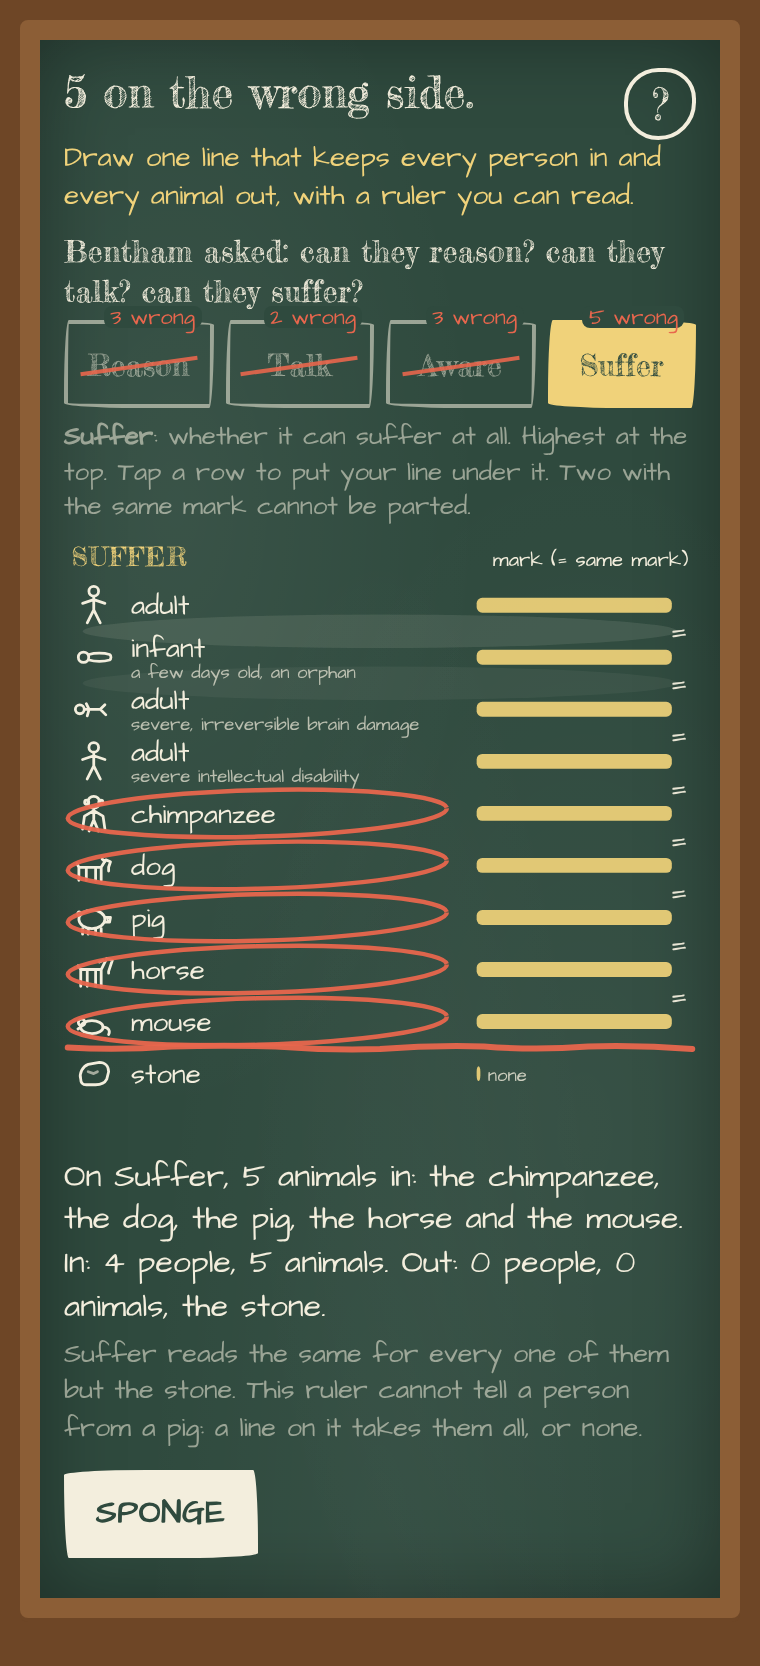 5 on the wrong side.
?
Draw one line that keeps every person in and
every animal out, with a ruler you can read.
Bentham asked: can they reason? can they
talk? can they suffer?
3 wrong 2 wrong 3 wrong 5 wrong
Reason Talk Aware Suffer
Suffer: whether it can suffer at all. Highest at the
top. Tap a row to put your line under it. Two with
the same mark cannot be parted.
SUFFER mark (= same mark)
adult
=
infant
a few days old, an orphan
=
adult
severe, irreversible brain damage
=
adult
severe intellectual disability
=
chimpanzee
=
dog
=
pig
=
horse
=
mouse
stone none
On Suffer, 5 animals in: the chimpanzee,
the dog, the pig, the horse and the mouse.
In: 4 people, 5 animals. Out: 0 people, 0
animals, the stone.
Suffer reads the same for every one of them
but the stone. This ruler cannot tell a person
from a pig: a line on it takes them all, or none.
SPONGE